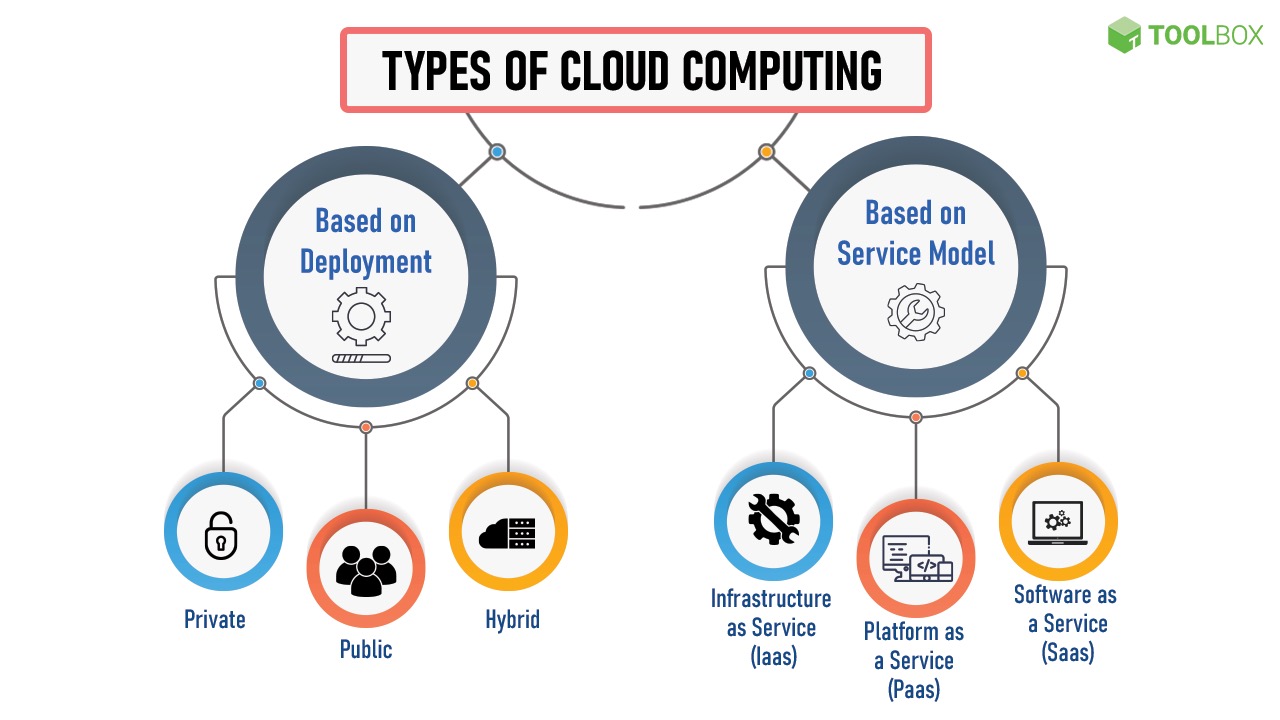 TYPES OF CLOUD COMPUTING
TOOLBOX
Based on
Deployment
Based on
Service Model
Private
Public
Hybrid
Infrastructure
as Service
(Iaas)
Platform as
a Service
(Paas)
Software as
a Service
(Saas)